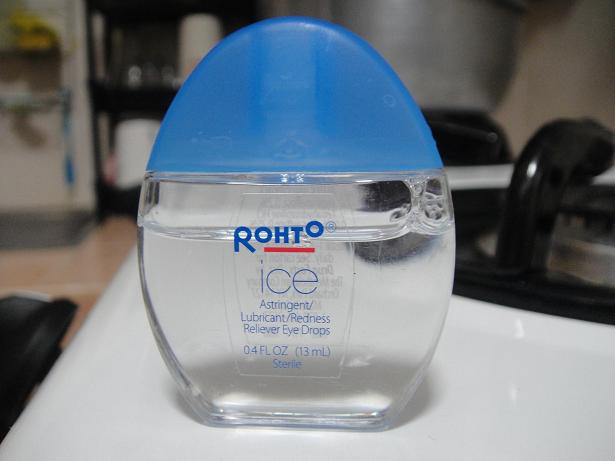 ROHTO®
ice
Astringent/
Lubricant/Redness
Reliever Eye Drops
0.4 FL OZ (13 mL)
Sterile